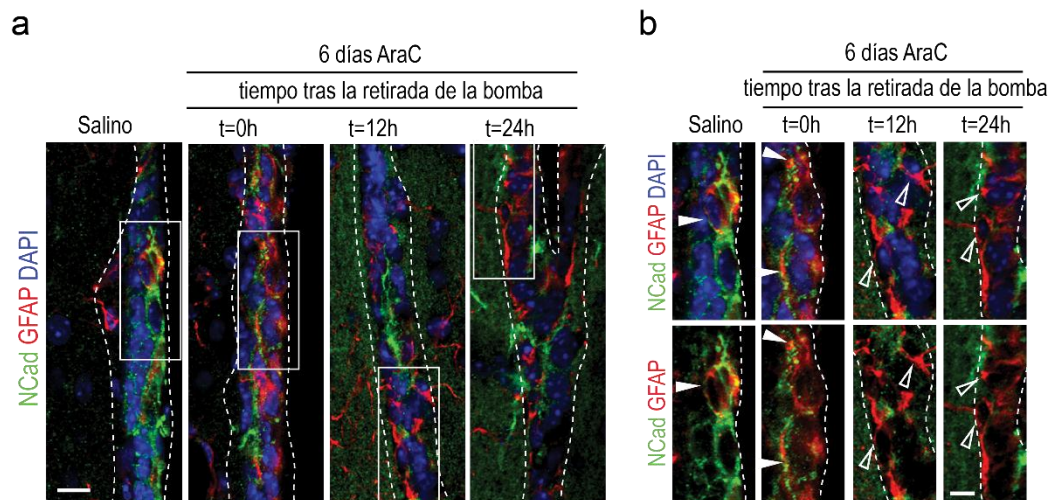 a
6 días AraC
tiempo tras la retirada de la bomba
Salino
t=0h
t=12h
t=24h
NCad GFAP DAPI
b
6 días AraC
tiempo tras la retirada de la bomba
Salino
t=0h
t=12h
t=24h
NCad GFAP DAPI
NCad GFAP